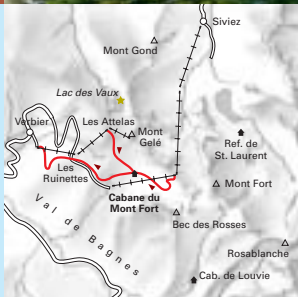 Siviez
Mont Gond
Lac des Vaux
Verbier
Les Attelas
Mont
Gelé
Ref. de
St. Laurent
Les
Ruinettes
Cabane du
Mont Fort
Mont Fort
Val de Bagnes
Bec des Rosses
Rosablanche
Cab. de Louvie